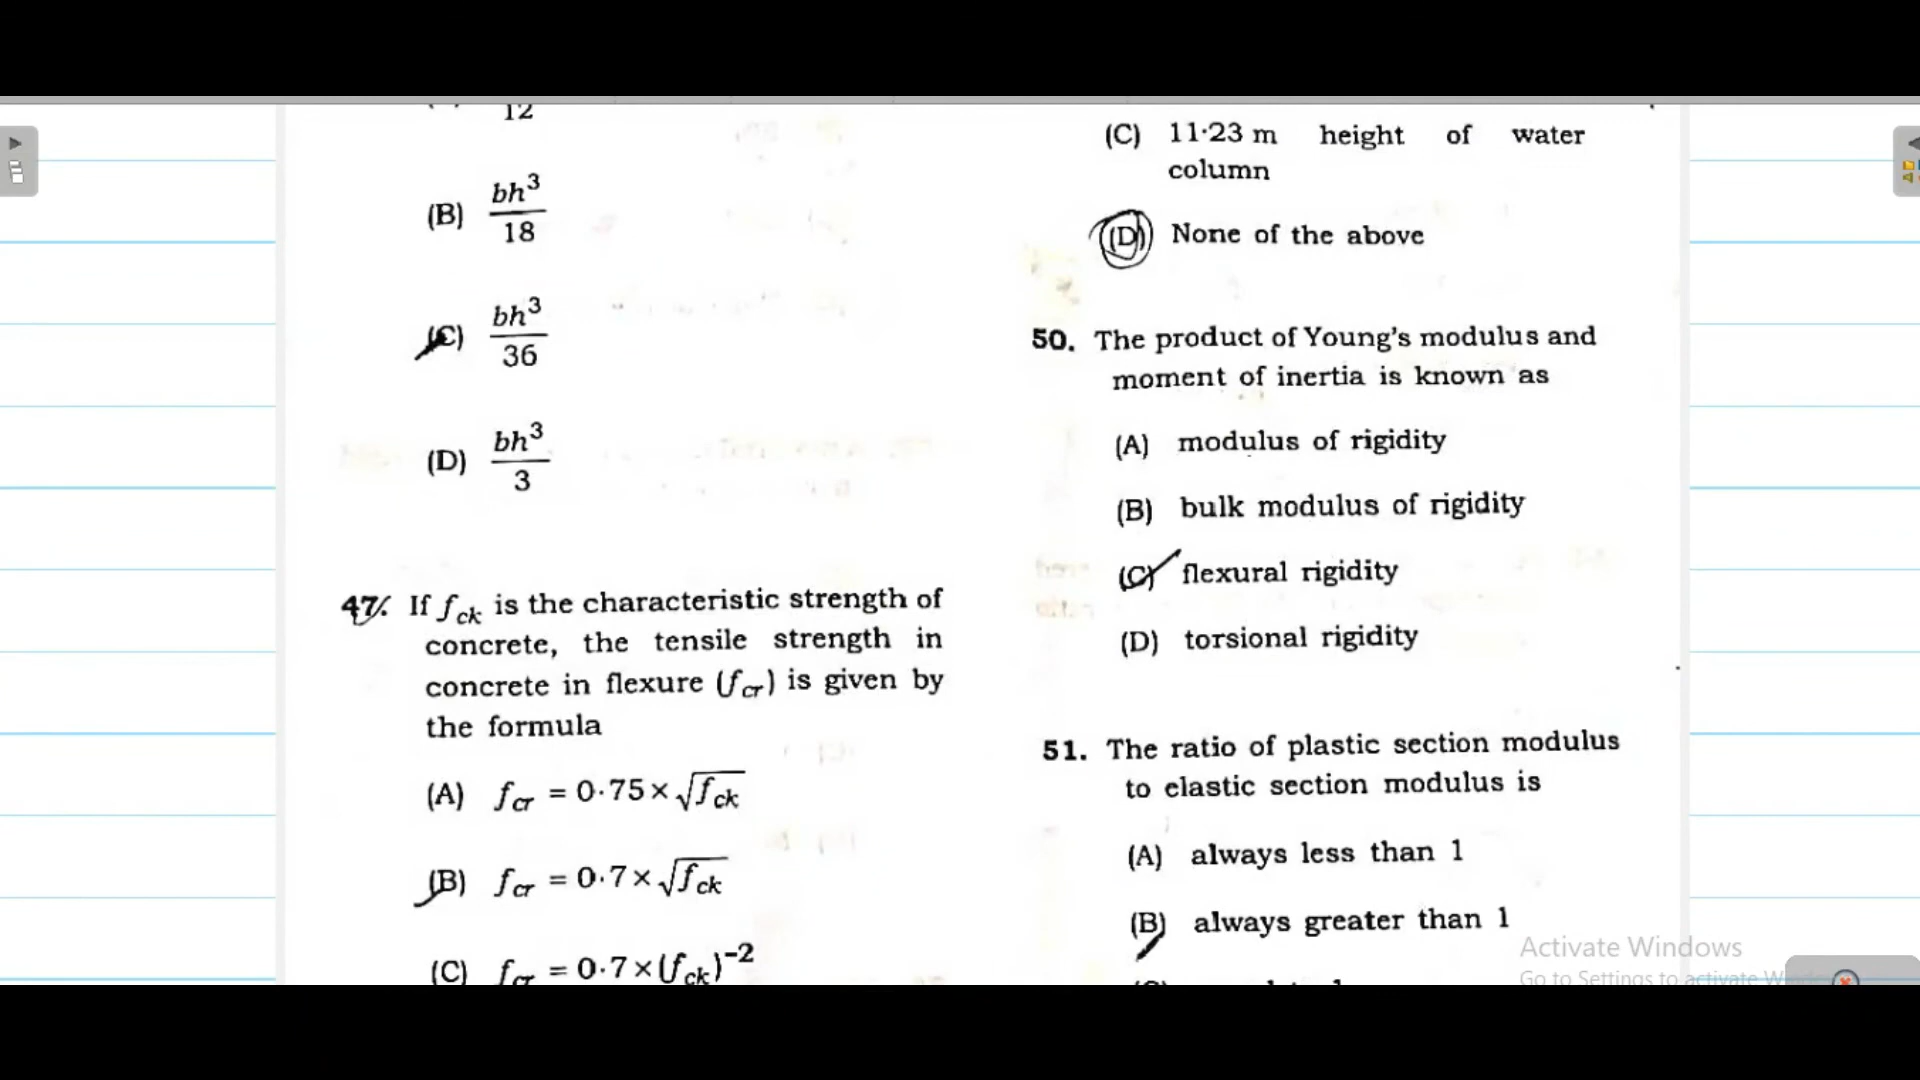 12
(B) bh³/18
(C) bh³/36
(D) bh³/3
47. If f_ck is the characteristic strength of
concrete, the tensile strength in
concrete in flexure (f_cr) is given by
the formula
(A) f_cr = 0·75 × √f_ck
(B) f_cr = 0·7 × √f_ck
(C) f_cr = 0·7 × (f_ck)⁻²
(C) 11·23 m height of water
column
(D) None of the above
50. The product of Young's modulus and
moment of inertia is known as
(A) modulus of rigidity
(B) bulk modulus of rigidity
(C) flexural rigidity
(D) torsional rigidity
51. The ratio of plastic section modulus
to elastic section modulus is
(A) always less than 1
(B) always greater than 1
Activate Windows
Go to Settings to activate